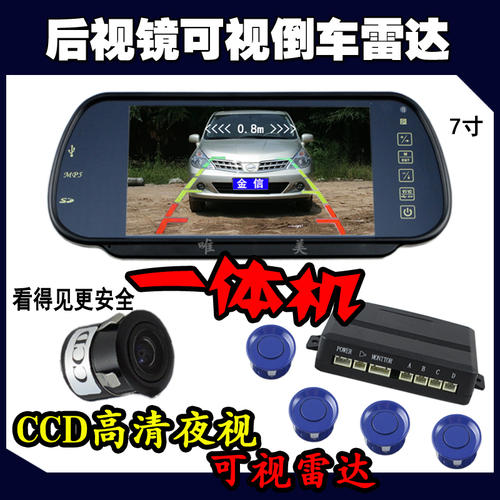 后视镜可视倒车雷达
7寸
<<<< 0.8m >>>>
MP5
金信
唯 美
一体机
看得见更安全
CCD
POWER MONITOR A B C D
CCD高清夜视
可视雷达